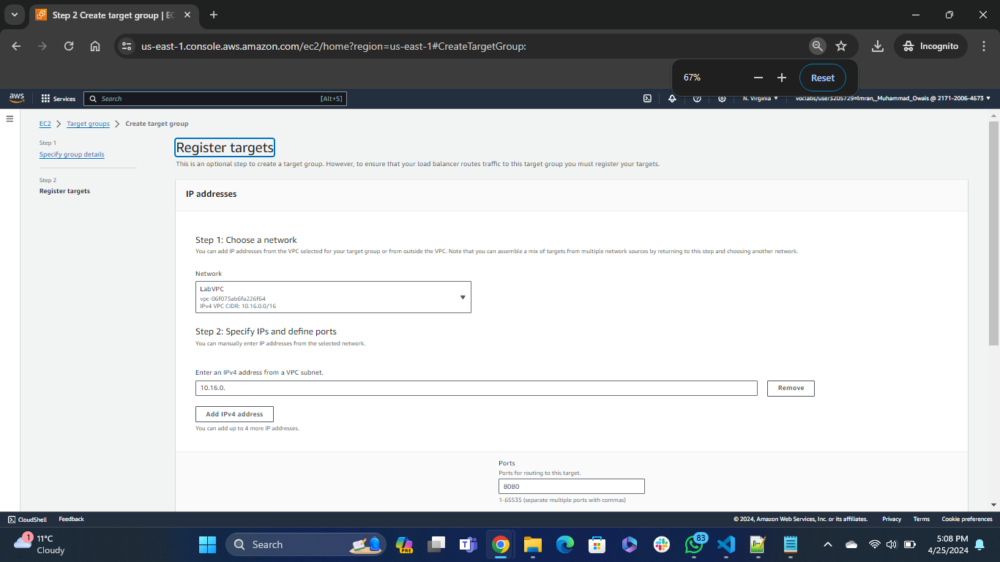 Step 2 Create target group | EC
us-east-1.console.aws.amazon.com/ec2/home?region=us-east-1#CreateTargetGroup:
Incognito
67%
Reset
aws
Services
Search
[Alt+S]
N. Virginia
voclabs/user3205729=Imran,_Muhammad_Owais @ 2171-2006-4673
EC2
Target groups
Create target group
Step 1
Specify group details
Step 2
Register targets
Register targets
This is an optional step to create a target group. However, to ensure that your load balancer routes traffic to this target group you must register your targets.
IP addresses
Step 1: Choose a network
You can add IP addresses from the VPC selected for your target group or from outside the VPC. Note that you can assemble a mix of targets from multiple network sources by returning to this step and choosing another network.
Network
LabVPC
vpc-06f075ab6fa226f64
IPv4 VPC CIDR: 10.16.0.0/16
Step 2: Specify IPs and define ports
You can manually enter IP addresses from the selected network.
Enter an IPv4 address from a VPC subnet.
10.16.0.
Remove
Add IPv4 address
You can add up to 4 more IP addresses.
Ports
Ports for routing to this target.
8080
1-65535 (separate multiple ports with commas)
CloudShell
Feedback
© 2024, Amazon Web Services, Inc. or its affiliates.
Privacy
Terms
Cookie preferences
1
11°C
Cloudy
Search
PRE
83
5:08 PM
4/25/2024